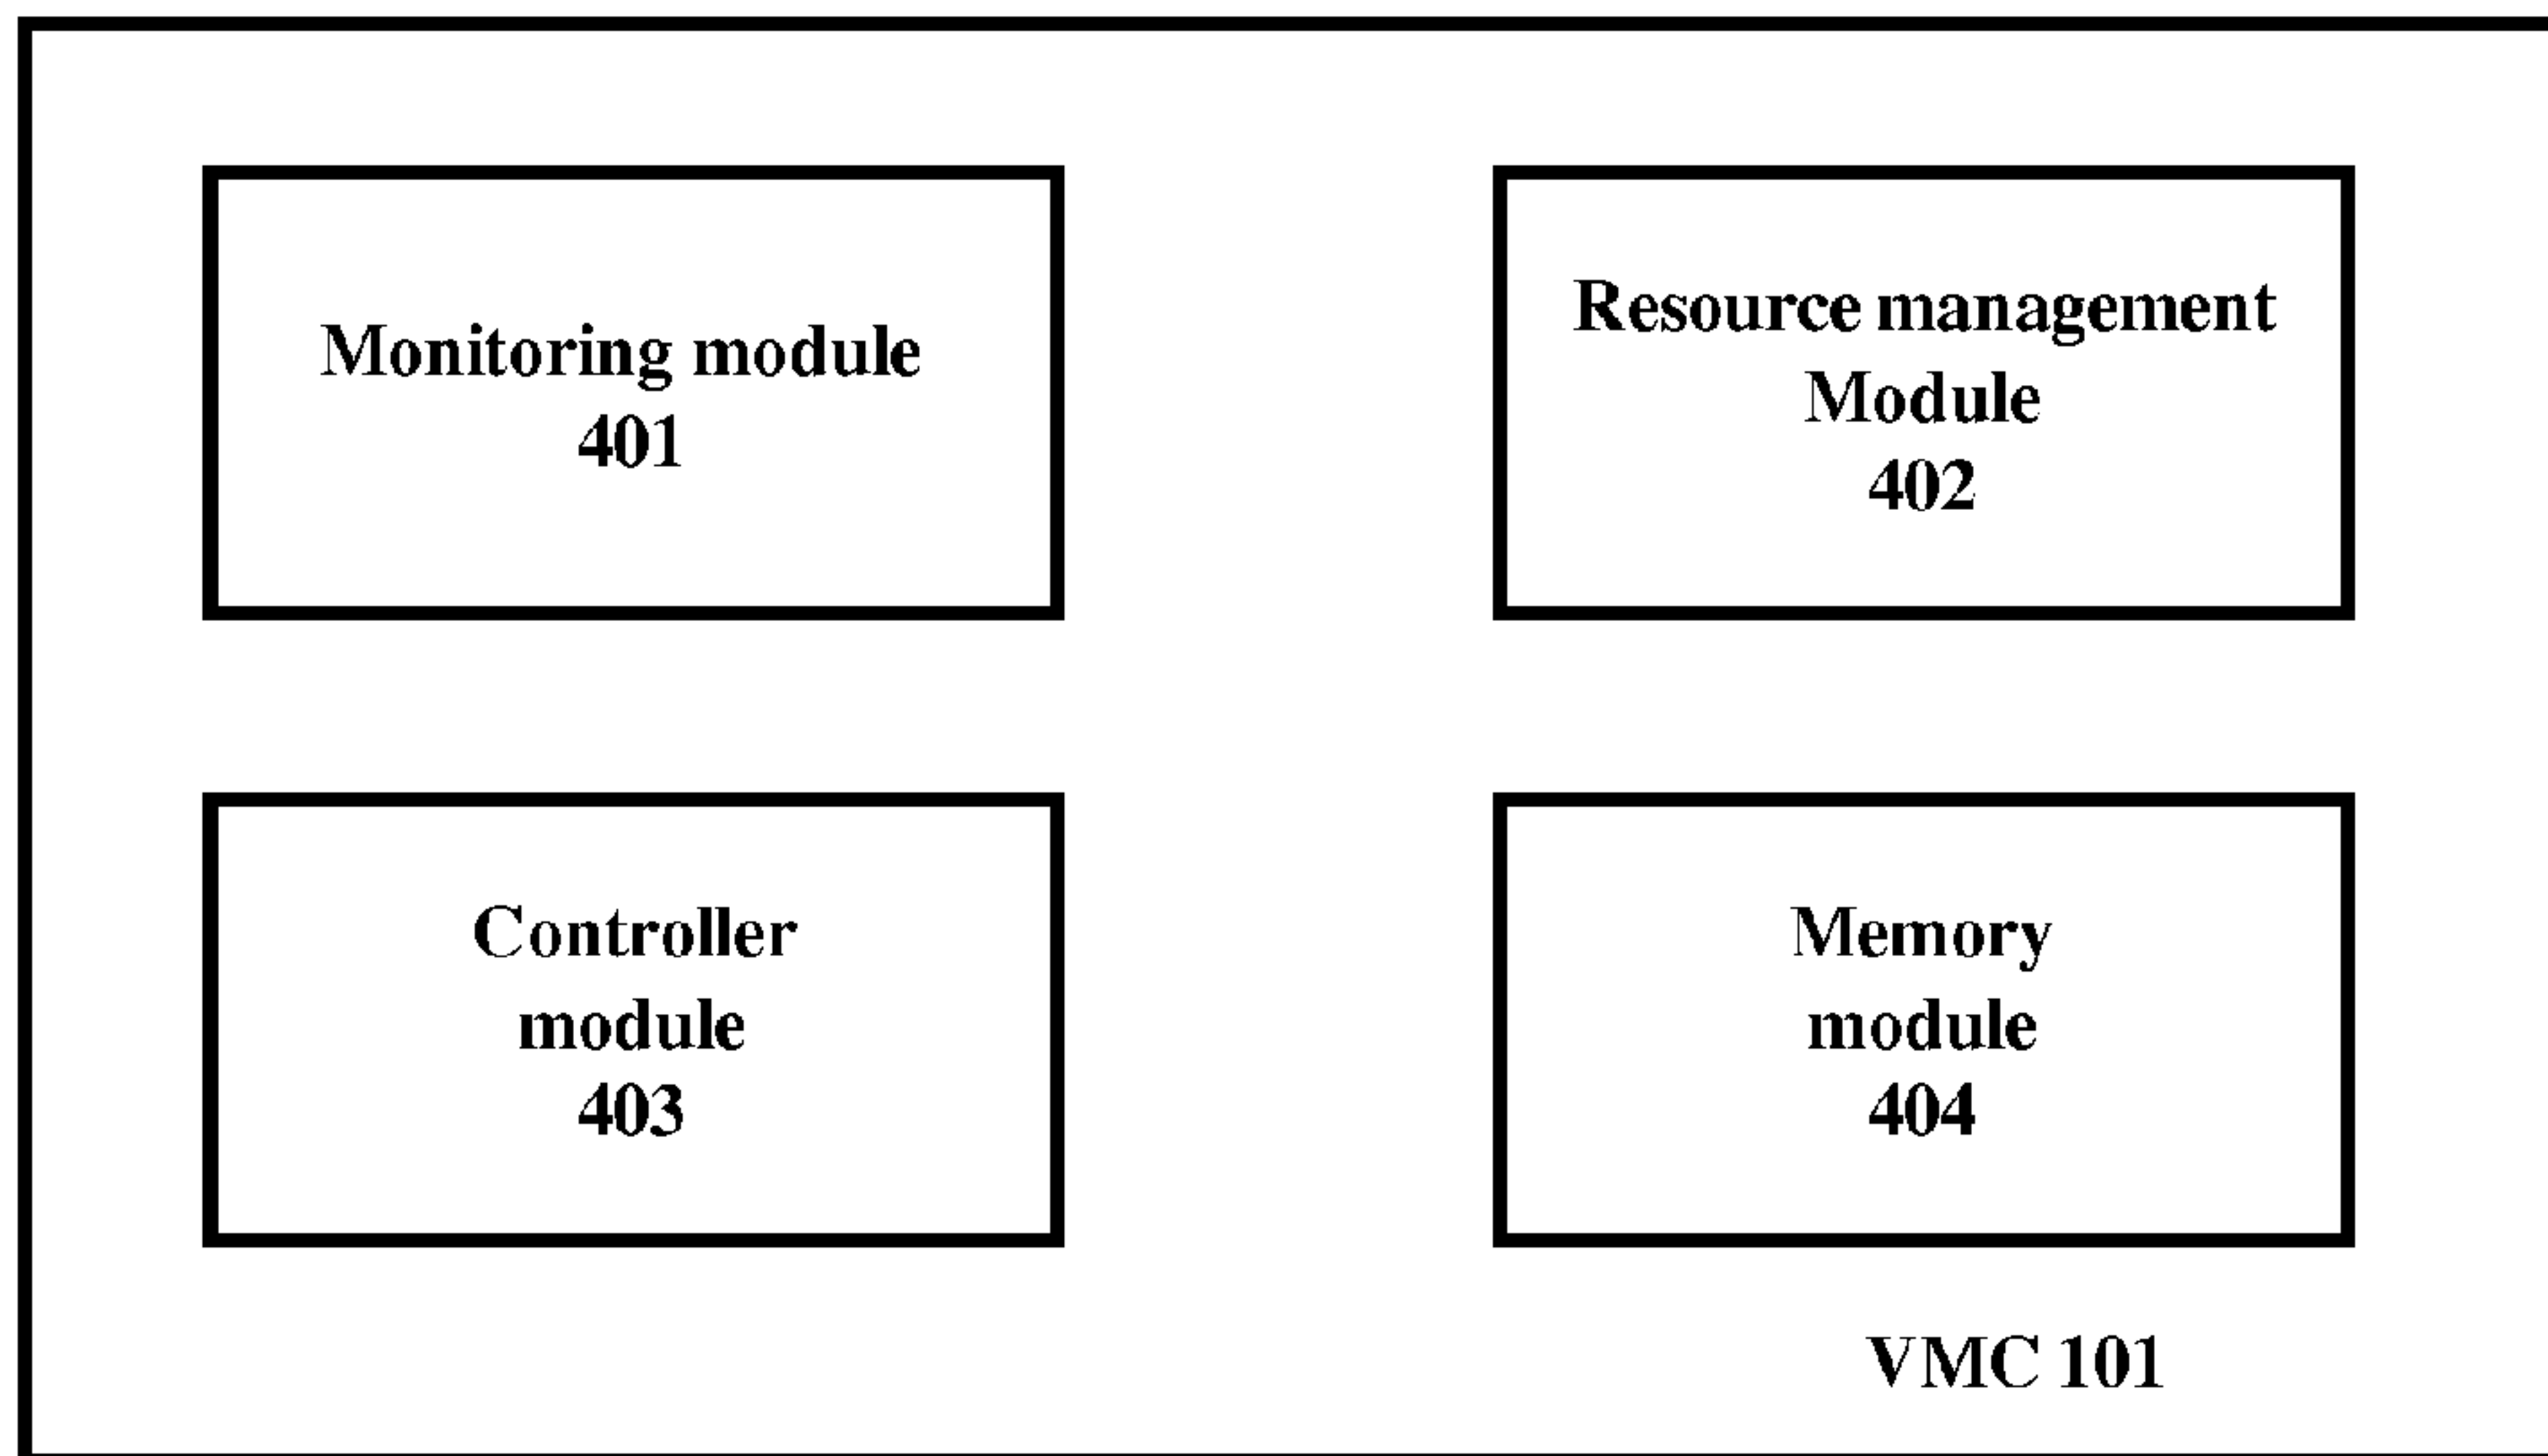 Monitoring module
401
Resource management
Module
402
Controller
module
403
Memory
module
404
VMC 101